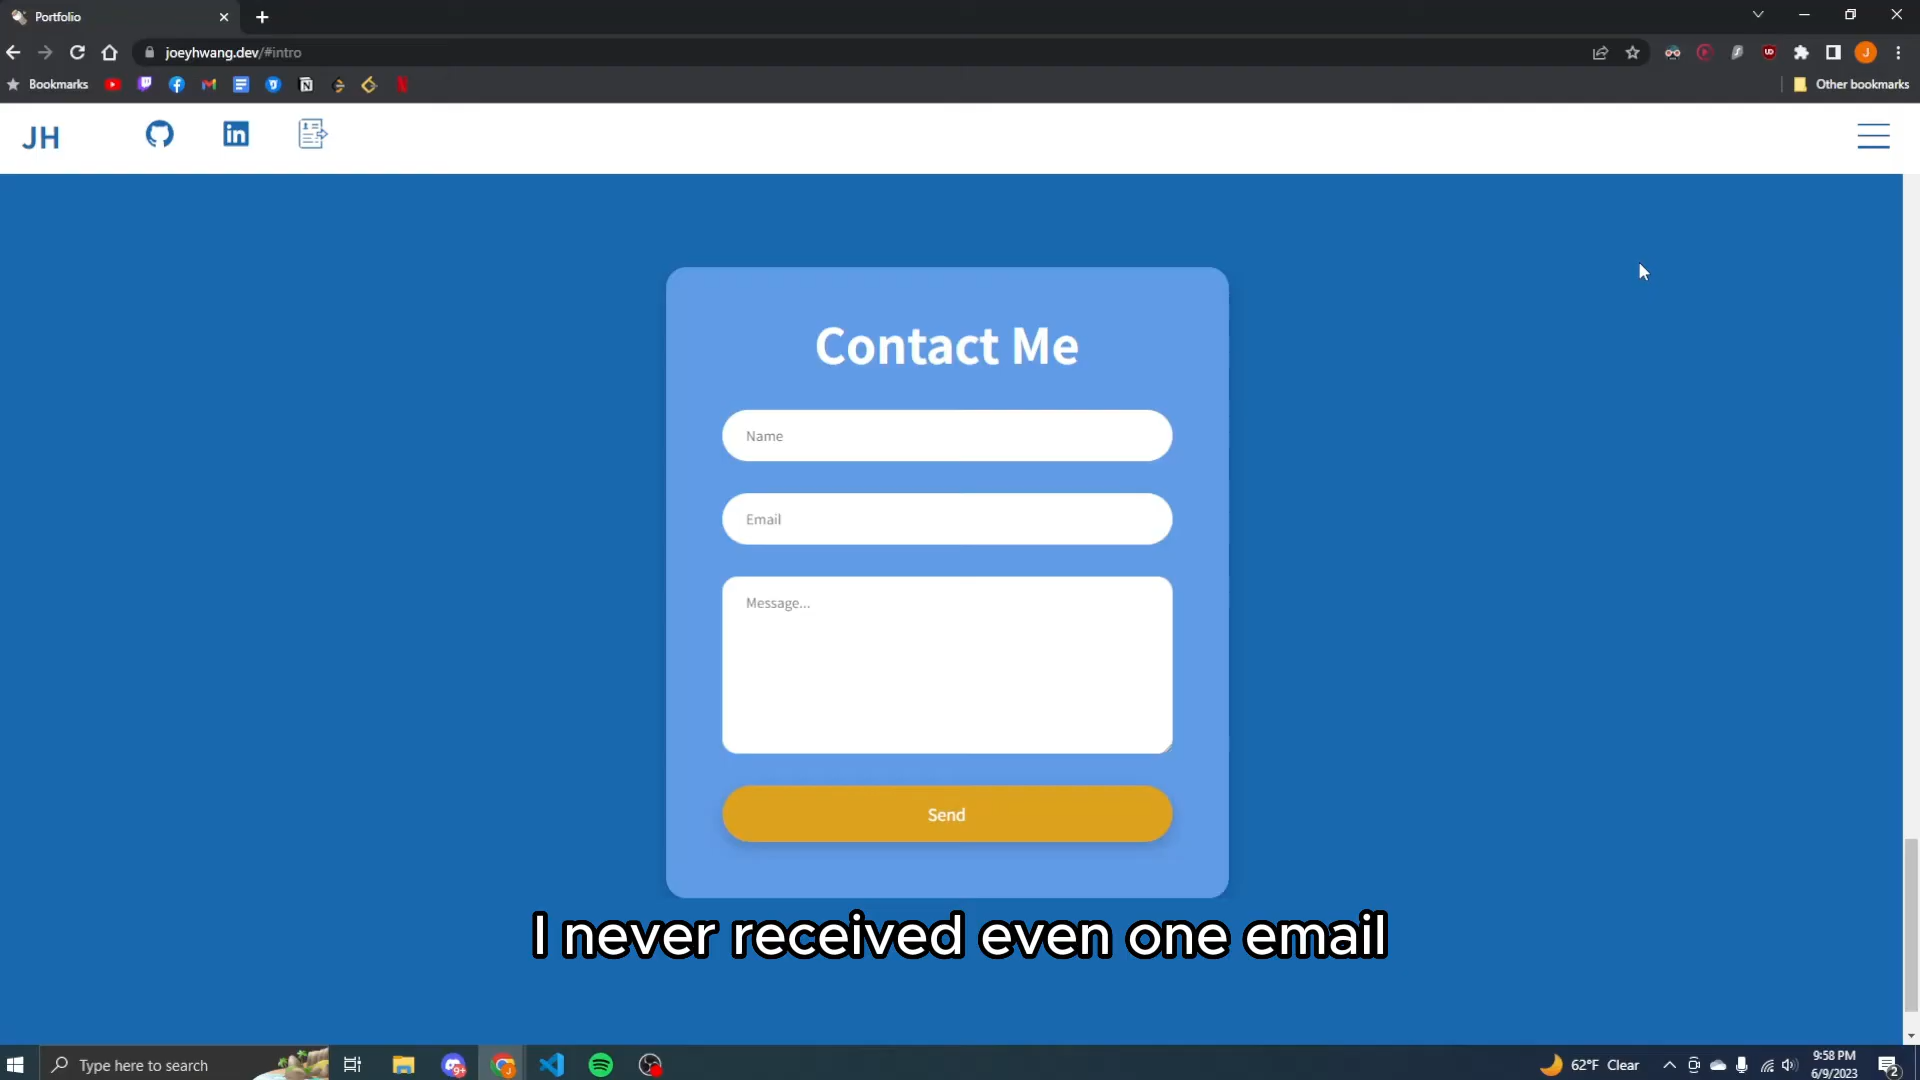 Portfolio
joeyhwang.dev/#intro
Bookmarks
Other bookmarks
JH
Contact Me
Name
Email
Message...
Send
I never received even one email
Type here to search
62°F Clear
9:58 PM
6/9/2023